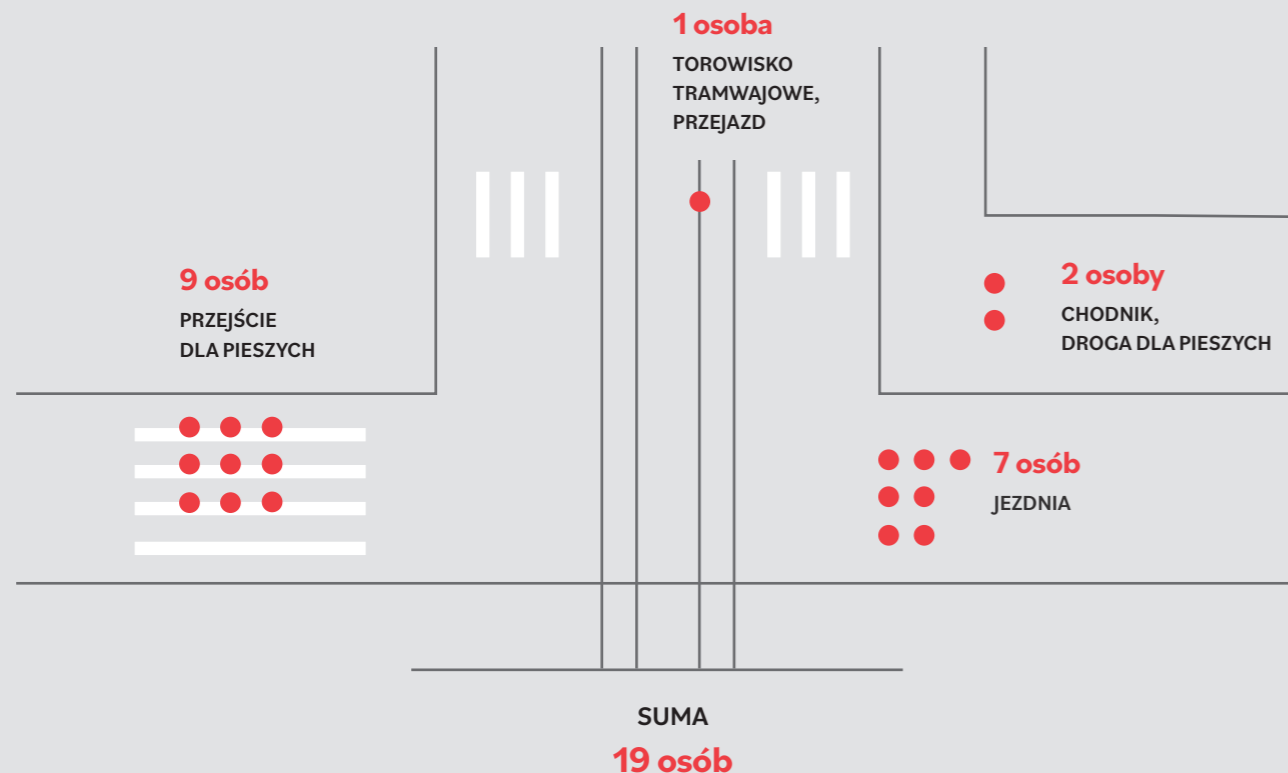 1 osoba
TOROWISKO
TRAMWAJOWE,
PRZEJAZD
9 osób
PRZEJŚCIE
DLA PIESZYCH
2 osoby
CHODNIK,
DROGA DLA PIESZYCH
7 osób
JEZDNIA
SUMA
19 osób